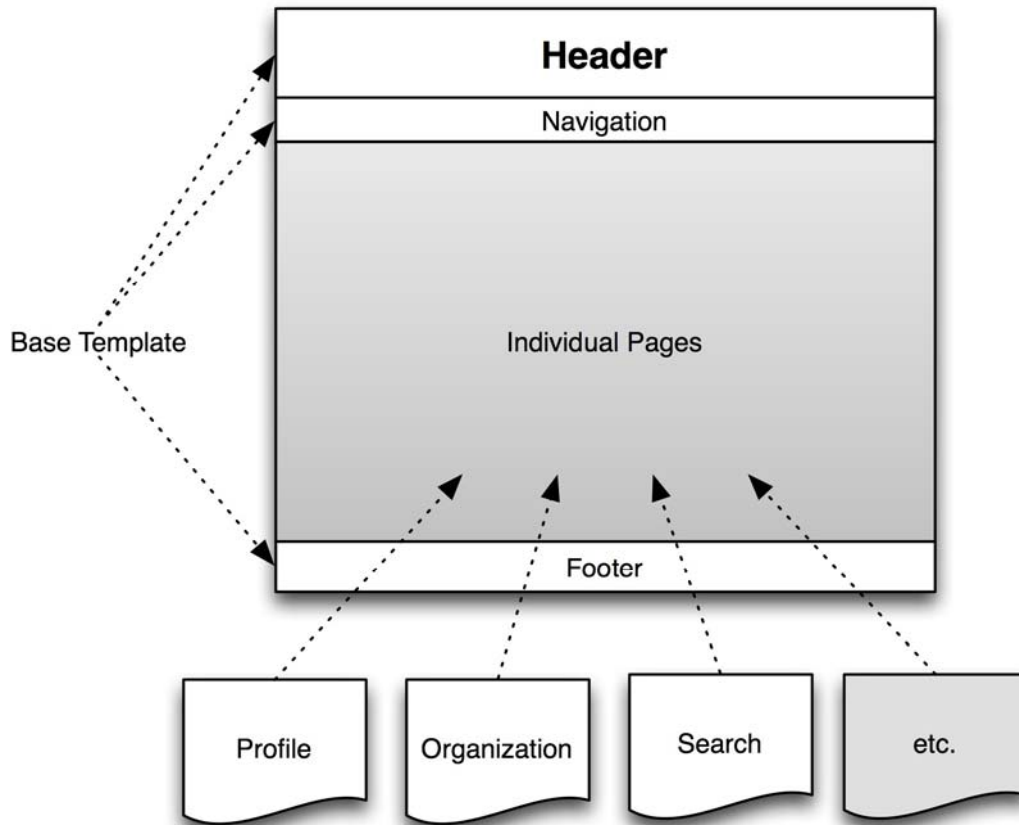 Header
Navigation
Base Template
Individual Pages
Footer
Profile
Organization
Search
etc.